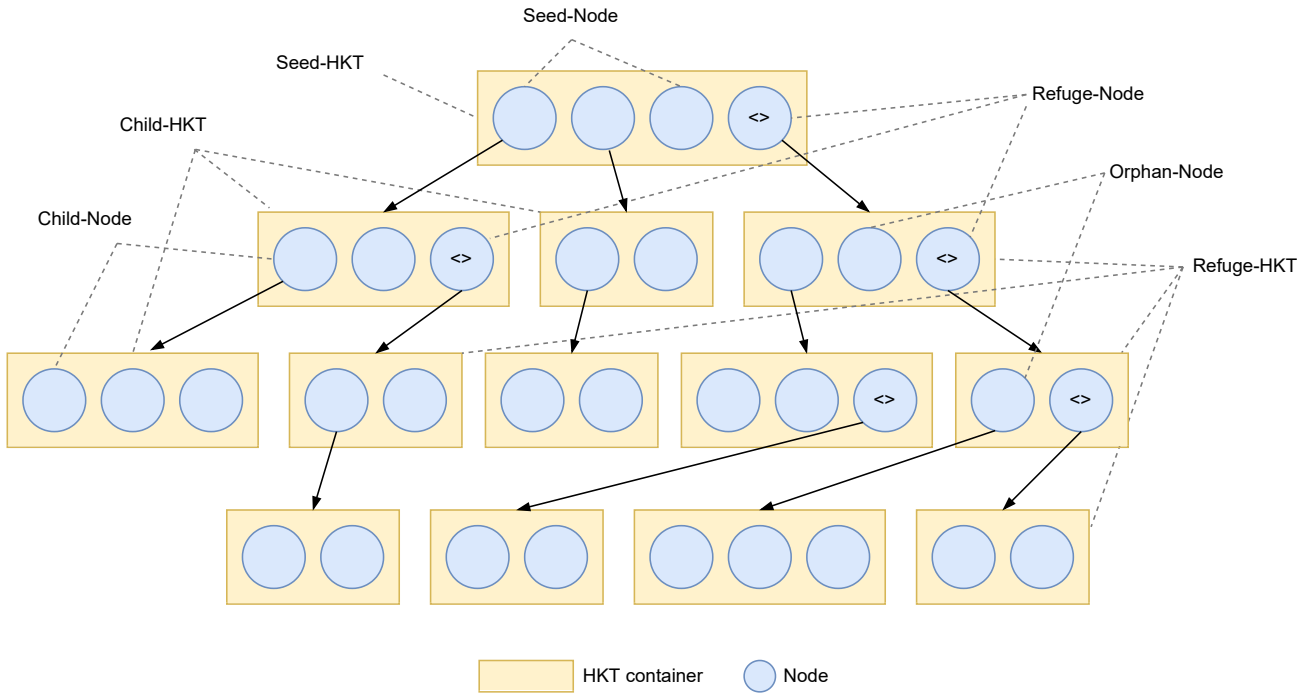 Seed-Node
Seed-HKT
Refuge-Node
<>
Child-HKT
Orphan-Node
Child-Node
<>
<>
Refuge-HKT
<>
<>
HKT container
Node